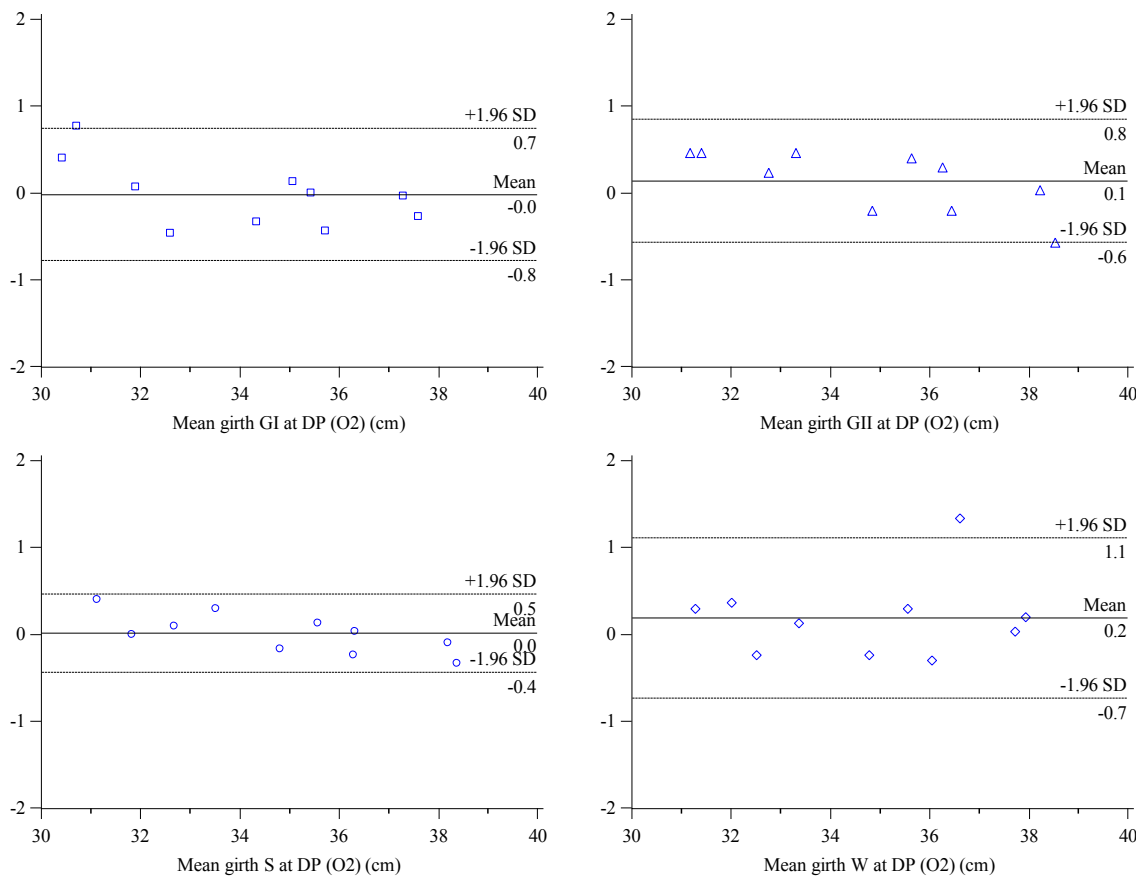 2
+1.96 SD
1
0.7
Mean
0
-0.0
-1.96 SD
-1
-0.8
-2
30 32 34 36 38 40
Mean girth GI at DP (O2) (cm)
2
+1.96 SD
1
0.8
Mean
0
0.1
-1.96 SD
-0.6
-1
-2
30 32 34 36 38 40
Mean girth GII at DP (O2) (cm)
2
1
+1.96 SD
0.5
Mean
0
0.0
-1.96 SD
-0.4
-1
-2
30 32 34 36 38 40
Mean girth S at DP (O2) (cm)
2
+1.96 SD
1
1.1
Mean
0
0.2
-1.96 SD
-0.7
-1
-2
30 32 34 36 38 40
Mean girth W at DP (O2) (cm)